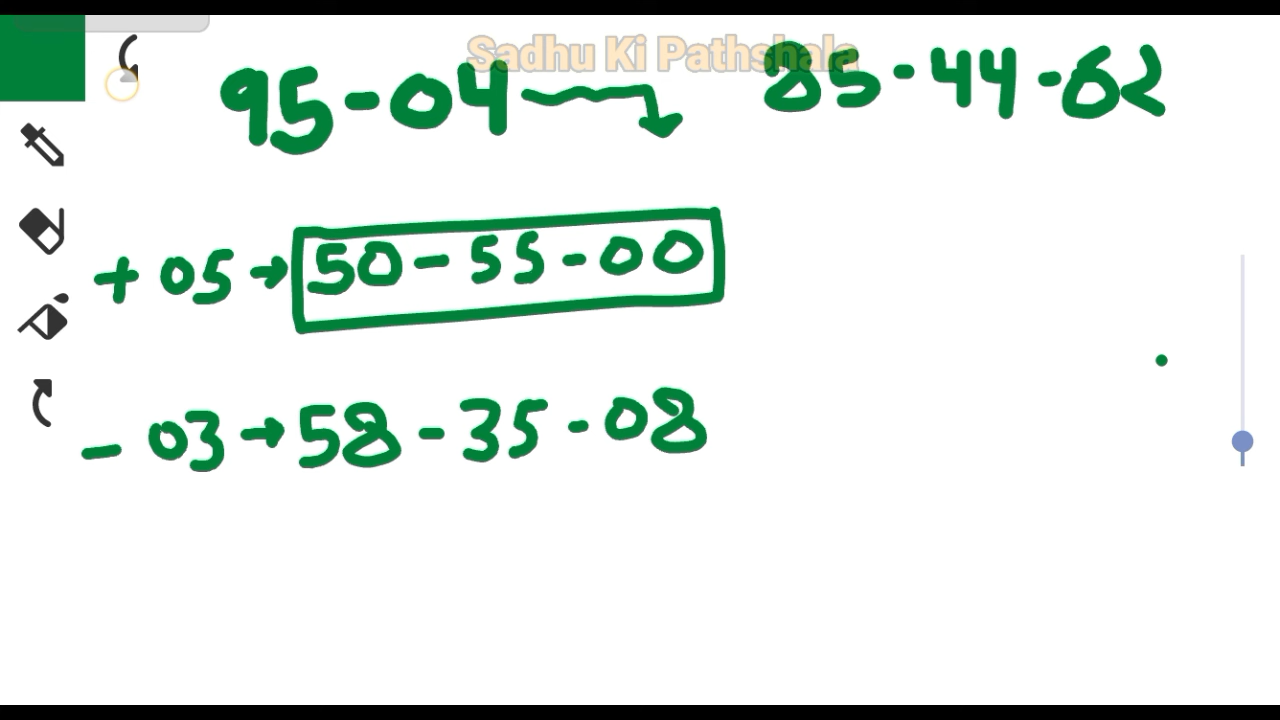 Sadhu Ki Pathshala
95-04 85-44-62
+ 05 → 50-55-00
- 03 → 58-35-08